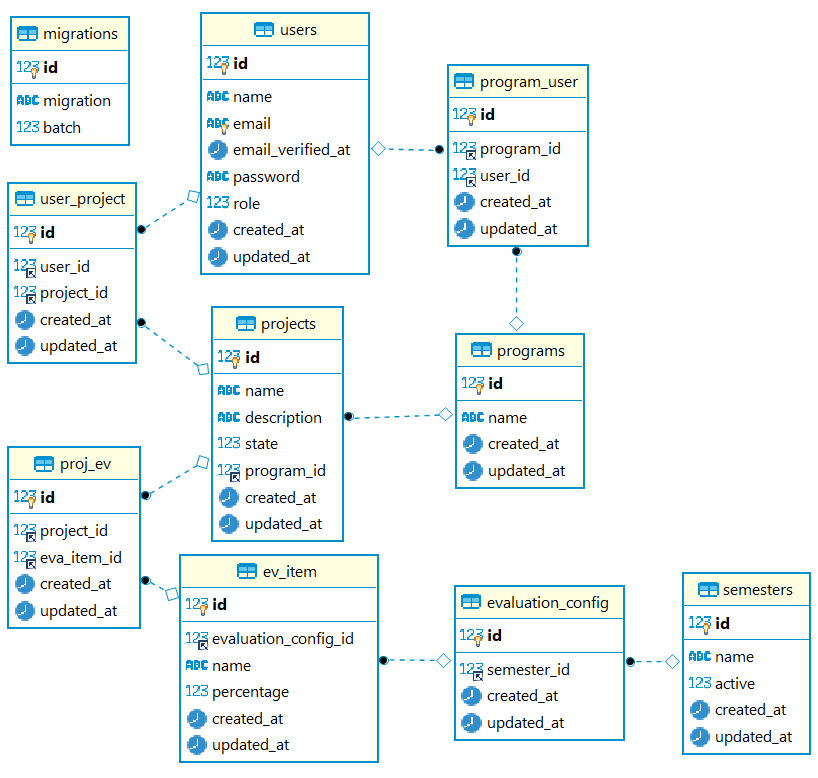 migrations
123 id
ABC migration
123 batch
users
123 id
ABC name
ABC email
email_verified_at
ABC password
123 role
created_at
updated_at
program_user
123 id
123 program_id
123 user_id
created_at
updated_at
user_project
123 id
123 user_id
123 project_id
created_at
updated_at
projects
123 id
ABC name
ABC description
123 state
123 program_id
created_at
updated_at
programs
123 id
ABC name
created_at
updated_at
proj_ev
123 id
123 project_id
123 eva_item_id
created_at
updated_at
ev_item
123 id
123 evaluation_config_id
ABC name
123 percentage
created_at
updated_at
evaluation_config
123 id
123 semester_id
created_at
updated_at
semesters
123 id
ABC name
123 active
created_at
updated_at